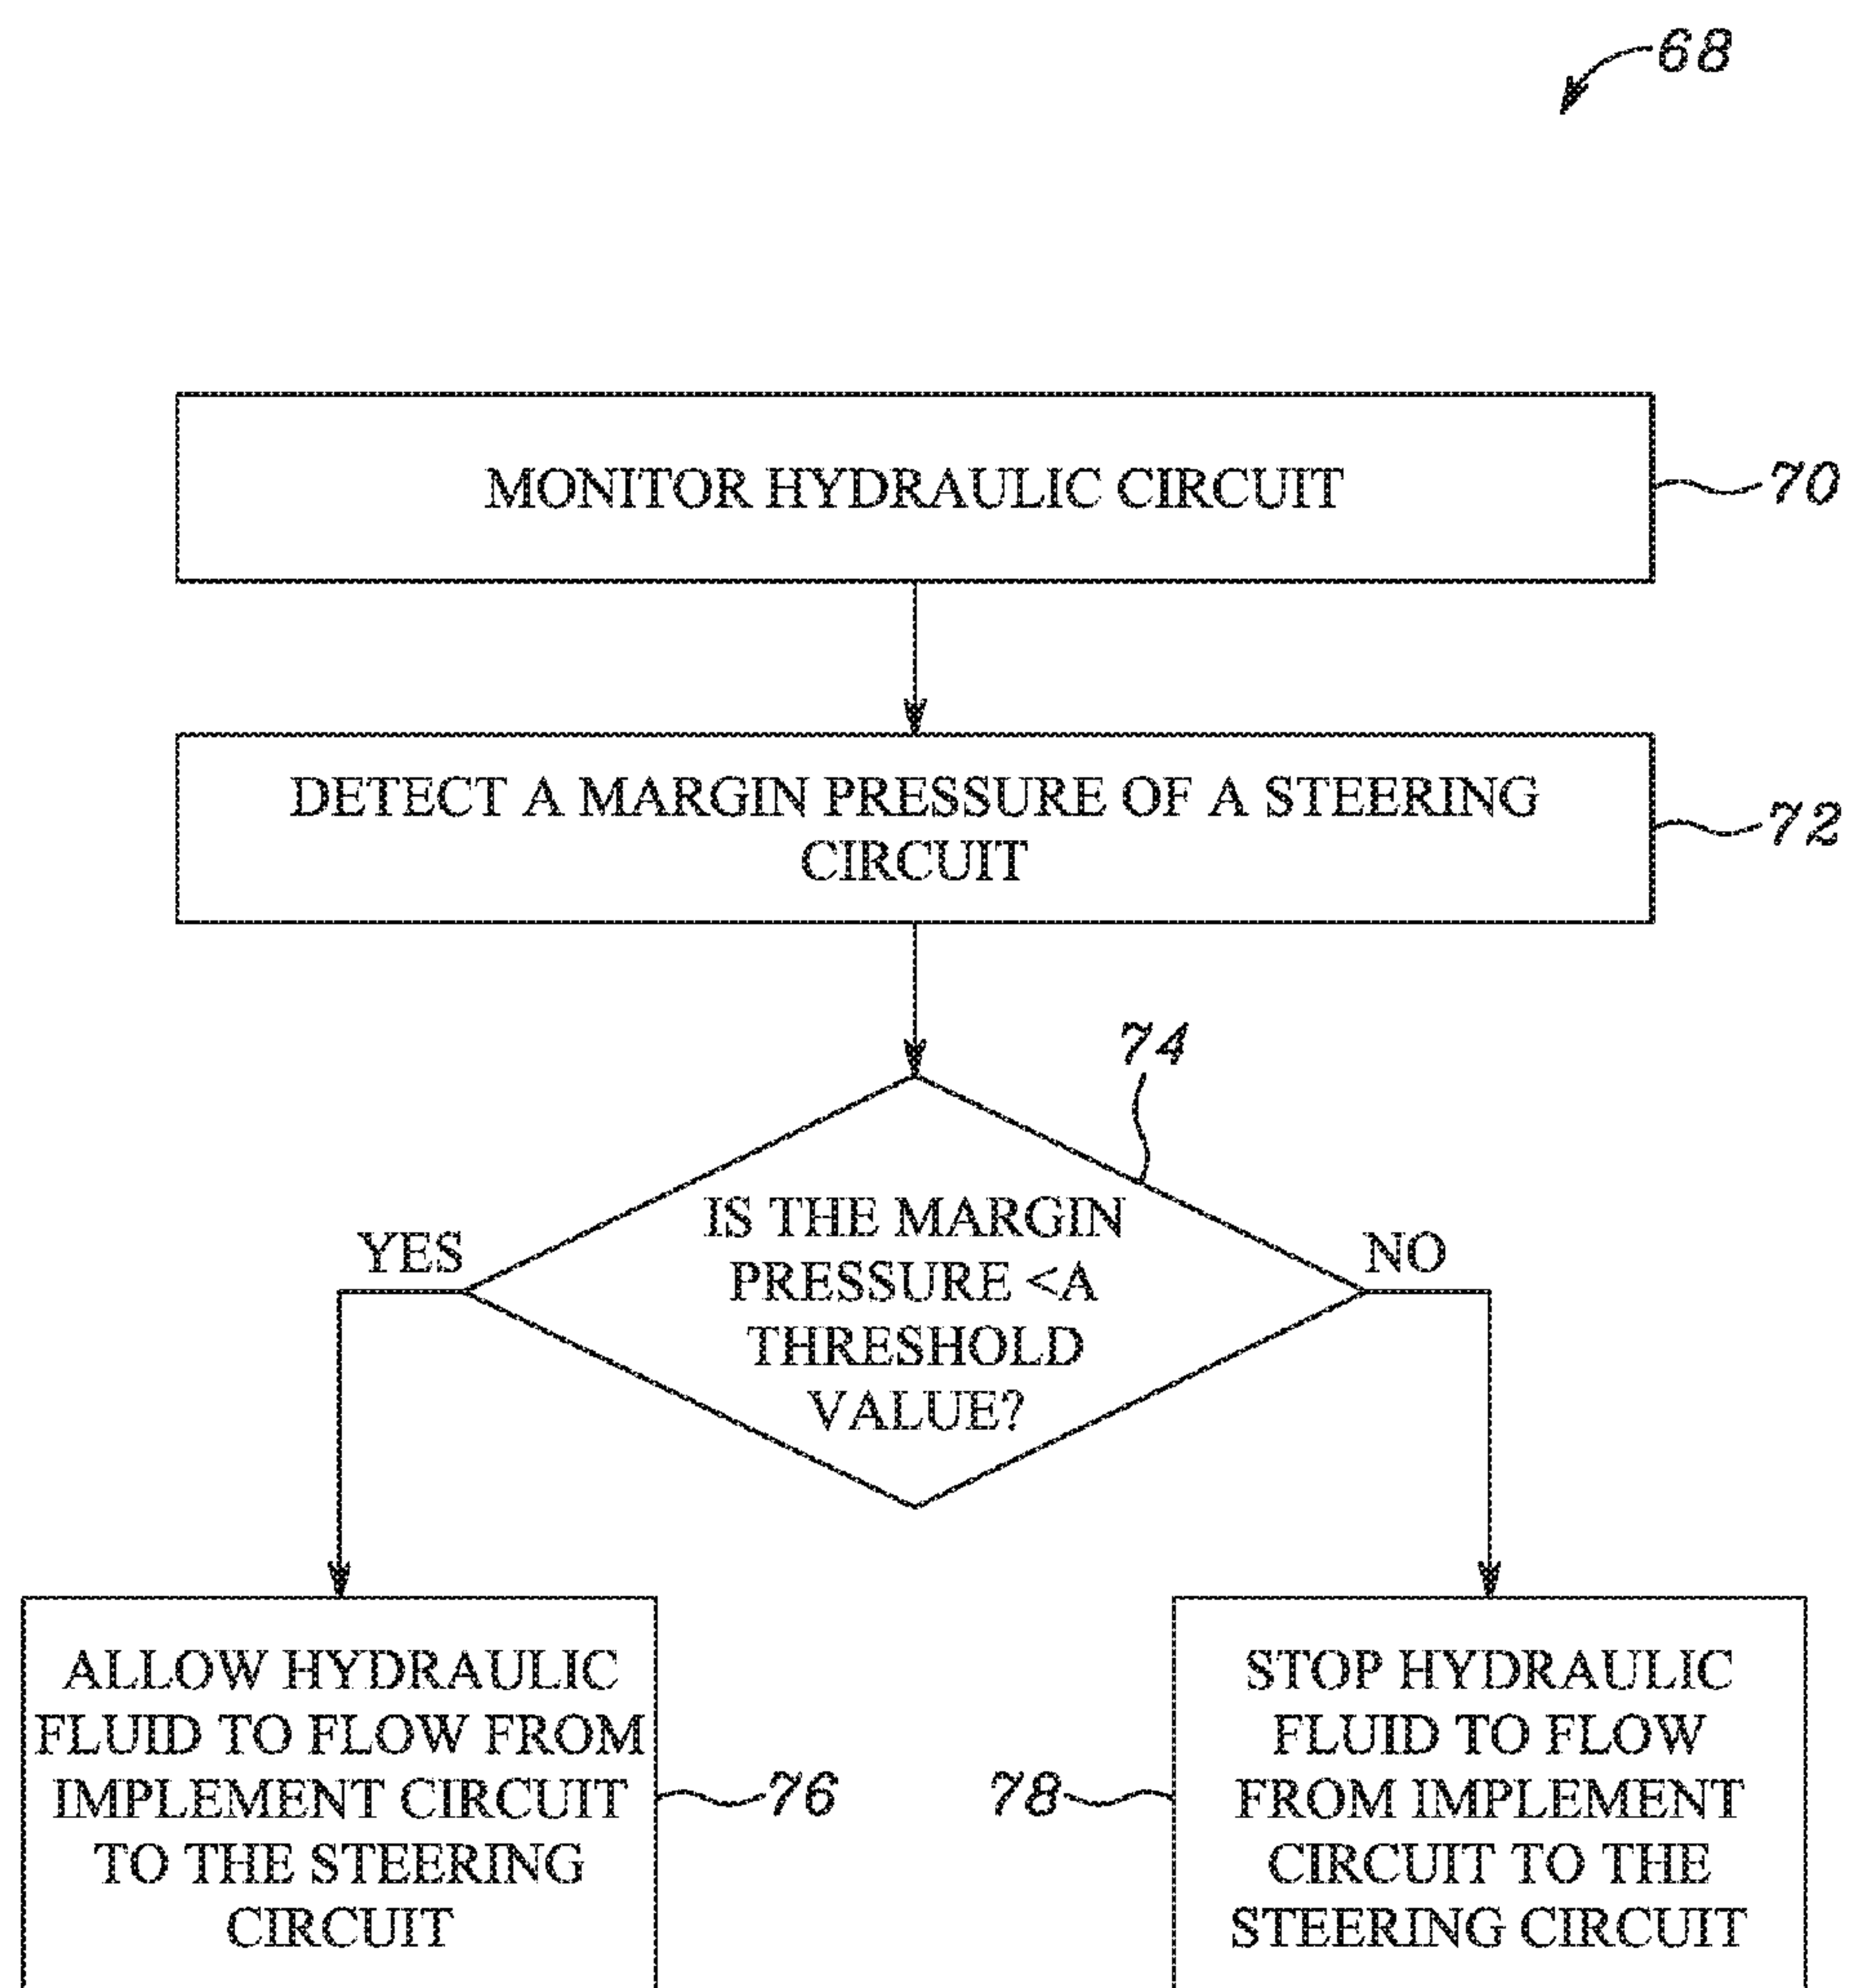 68
MONITOR HYDRAULIC CIRCUIT
70
DETECT A MARGIN PRESSURE OF A STEERING
CIRCUIT
72
74
IS THE MARGIN
PRESSURE <A
THRESHOLD
VALUE?
YES
NO
ALLOW HYDRAULIC
FLUID TO FLOW FROM
IMPLEMENT CIRCUIT
TO THE STEERING
CIRCUIT
76
78
STOP HYDRAULIC
FLUID TO FLOW
FROM IMPLEMENT
CIRCUIT TO THE
STEERING CIRCUIT